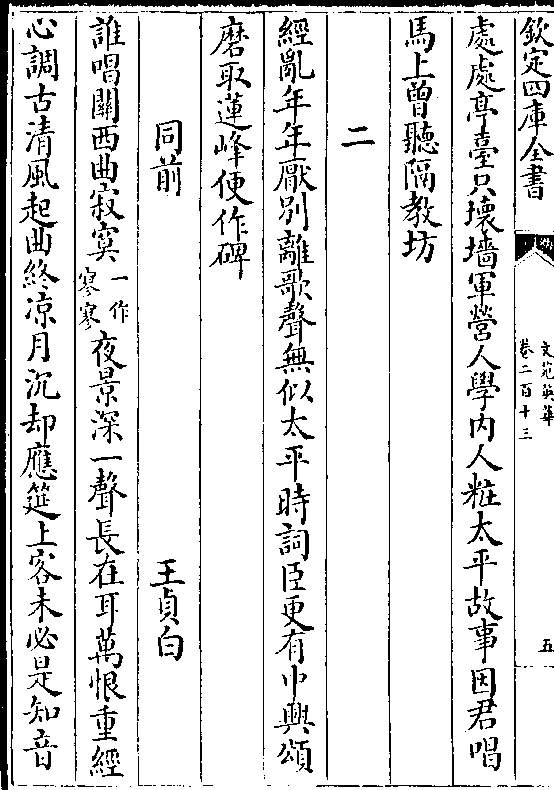 欽定四庫全書
文苑英華
卷二百十三
五
處處亭臺只壞墻軍營人學内人粧太平故事因君唱
馬上曾聽隔教坊
二
經亂年年厭别離歌聲無似太平時詞臣更有中興頌
磨取蓮峰便作碑
同前
王貞白
誰唱關西曲寂寞一作寒寥夜景深一聲長在耳萬恨重經
心調古清風起曲終凉月沉却應筵上客未必是知音